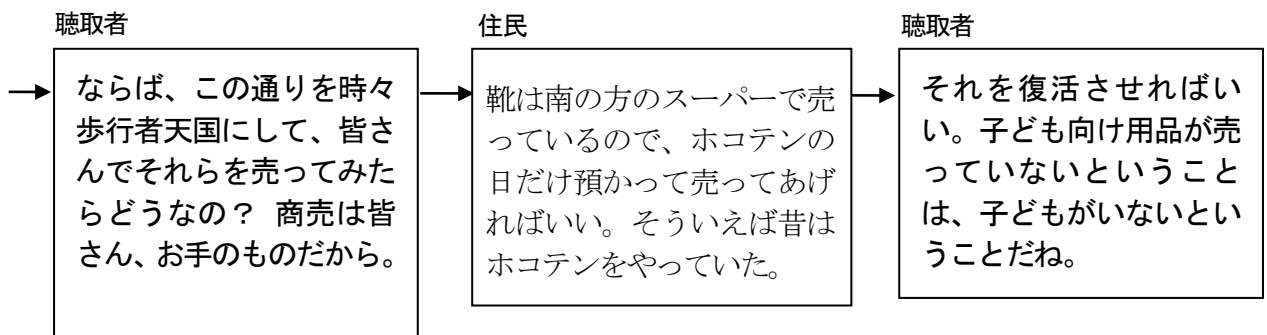 聴取者
ならば、この通りを時々
歩行者天国にして、皆さ
んでそれらを売ってみた
らどうなの? 商売は皆
さん、お手のものだから。
住民
靴は南の方のスーパーで売
っているので、ホコテンの
日だけ預かって売ってあげ
ればいい。そういえば昔は
ホコテンをやっていた。
聴取者
それを復活させればい
い。子ども向け用品が売
っていないということ
は、子どもがいないとい
うことだね。